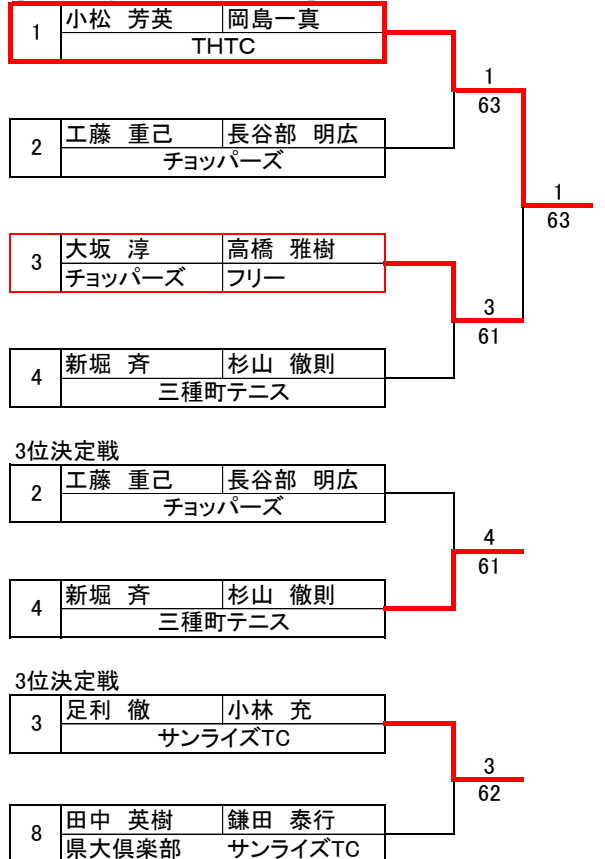 1 小松 芳英 岡島一真
THTC
1
63
2 工藤 重己 長谷部 明広
チョッパーズ
1
63
3 大坂 淳 高橋 雅樹
チョッパーズ フリー
3
61
4 新堀 斉 杉山 徹則
三種町テニス
3位決定戦
2 工藤 重己 長谷部 明広
チョッパーズ
4
61
4 新堀 斉 杉山 徹則
三種町テニス
3位決定戦
3 足利 徹 小林 充
サンライズTC
3
62
8 田中 英樹 鎌田 泰行
県大倶楽部 サンライズTC